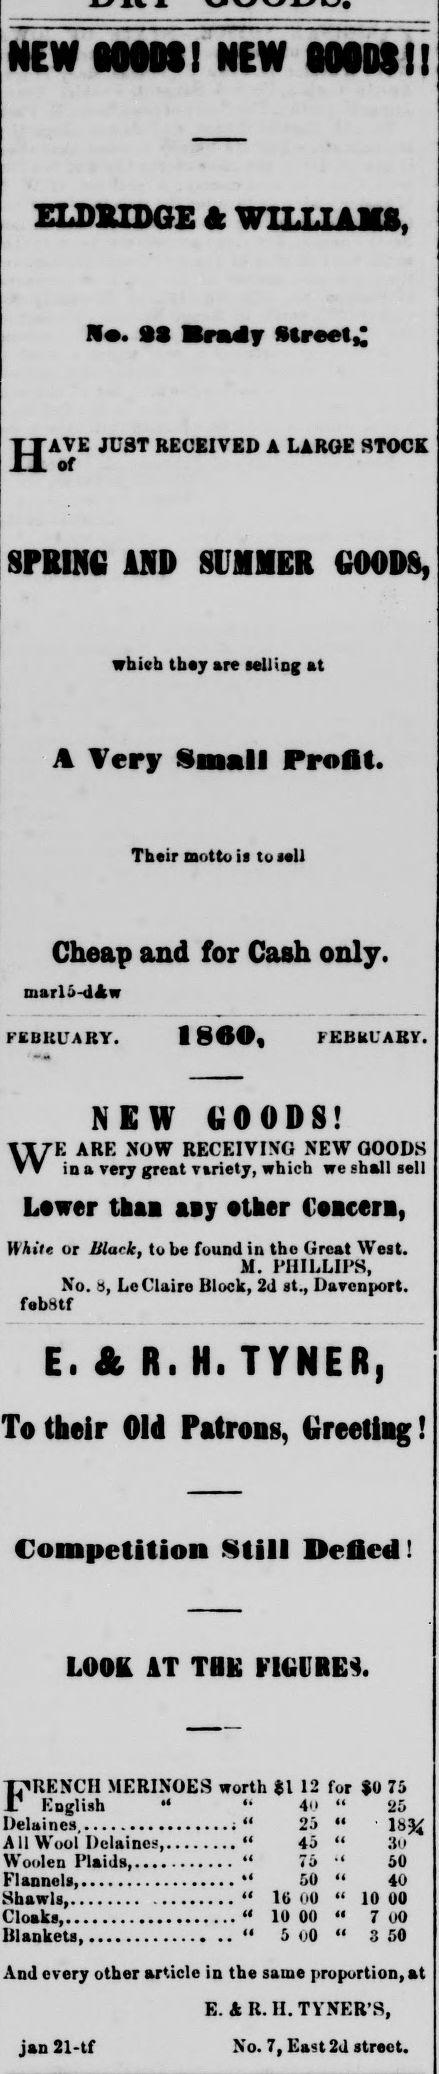 DRY GOODS.
NEW GOODS! NEW GOODS!!
ELDRIDGE & WILLIAMS,
No. 93 Brady Street,
HAVE JUST RECEIVED A LARGE STOCK
of
SPRING AND SUMMER GOODS,
which they are selling at
A Very Small Profit.
Their motto is to sell
Cheap and for Cash only.
mar15-d&w
FEBRUARY. 1860, FEBRUARY.
NEW GOODS!
WE ARE NOW RECEIVING NEW GOODS
in a very great variety, which we shall sell
Lower than any other Concern,
White or Black, to be found in the Great West.
M. PHILLIPS,
No. 8, Le Claire Block, 2d st., Davenport.
feb8tf
E. & R. H. TYNER,
To their Old Patrons, Greeting!
Competition Still Defied!
LOOK AT THE FIGURES.
FRENCH MERINOES worth $1 12 for $0 75
English " " 40 " 25
Delaines,........................ " 25 " 18¾
All Wool Delaines,......... " 45 " 30
Woolen Plaids,............ " 75 " 50
Flannels,.................... " 50 " 40
Shawls,....... ............ " 16 00 " 10 00
Cloaks,...................... " 10 00 " 7 00
Blankets,.............. .. " 5 00 " 3 50
And every other article in the same proportion, at
E. & R. H. TYNER'S,
jan 21-tf No. 7, East 2d street.